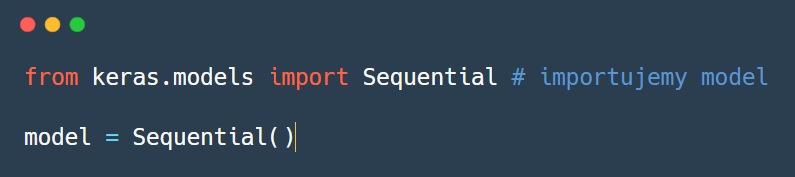 from keras.models import Sequential # importujemy model
model = Sequential()